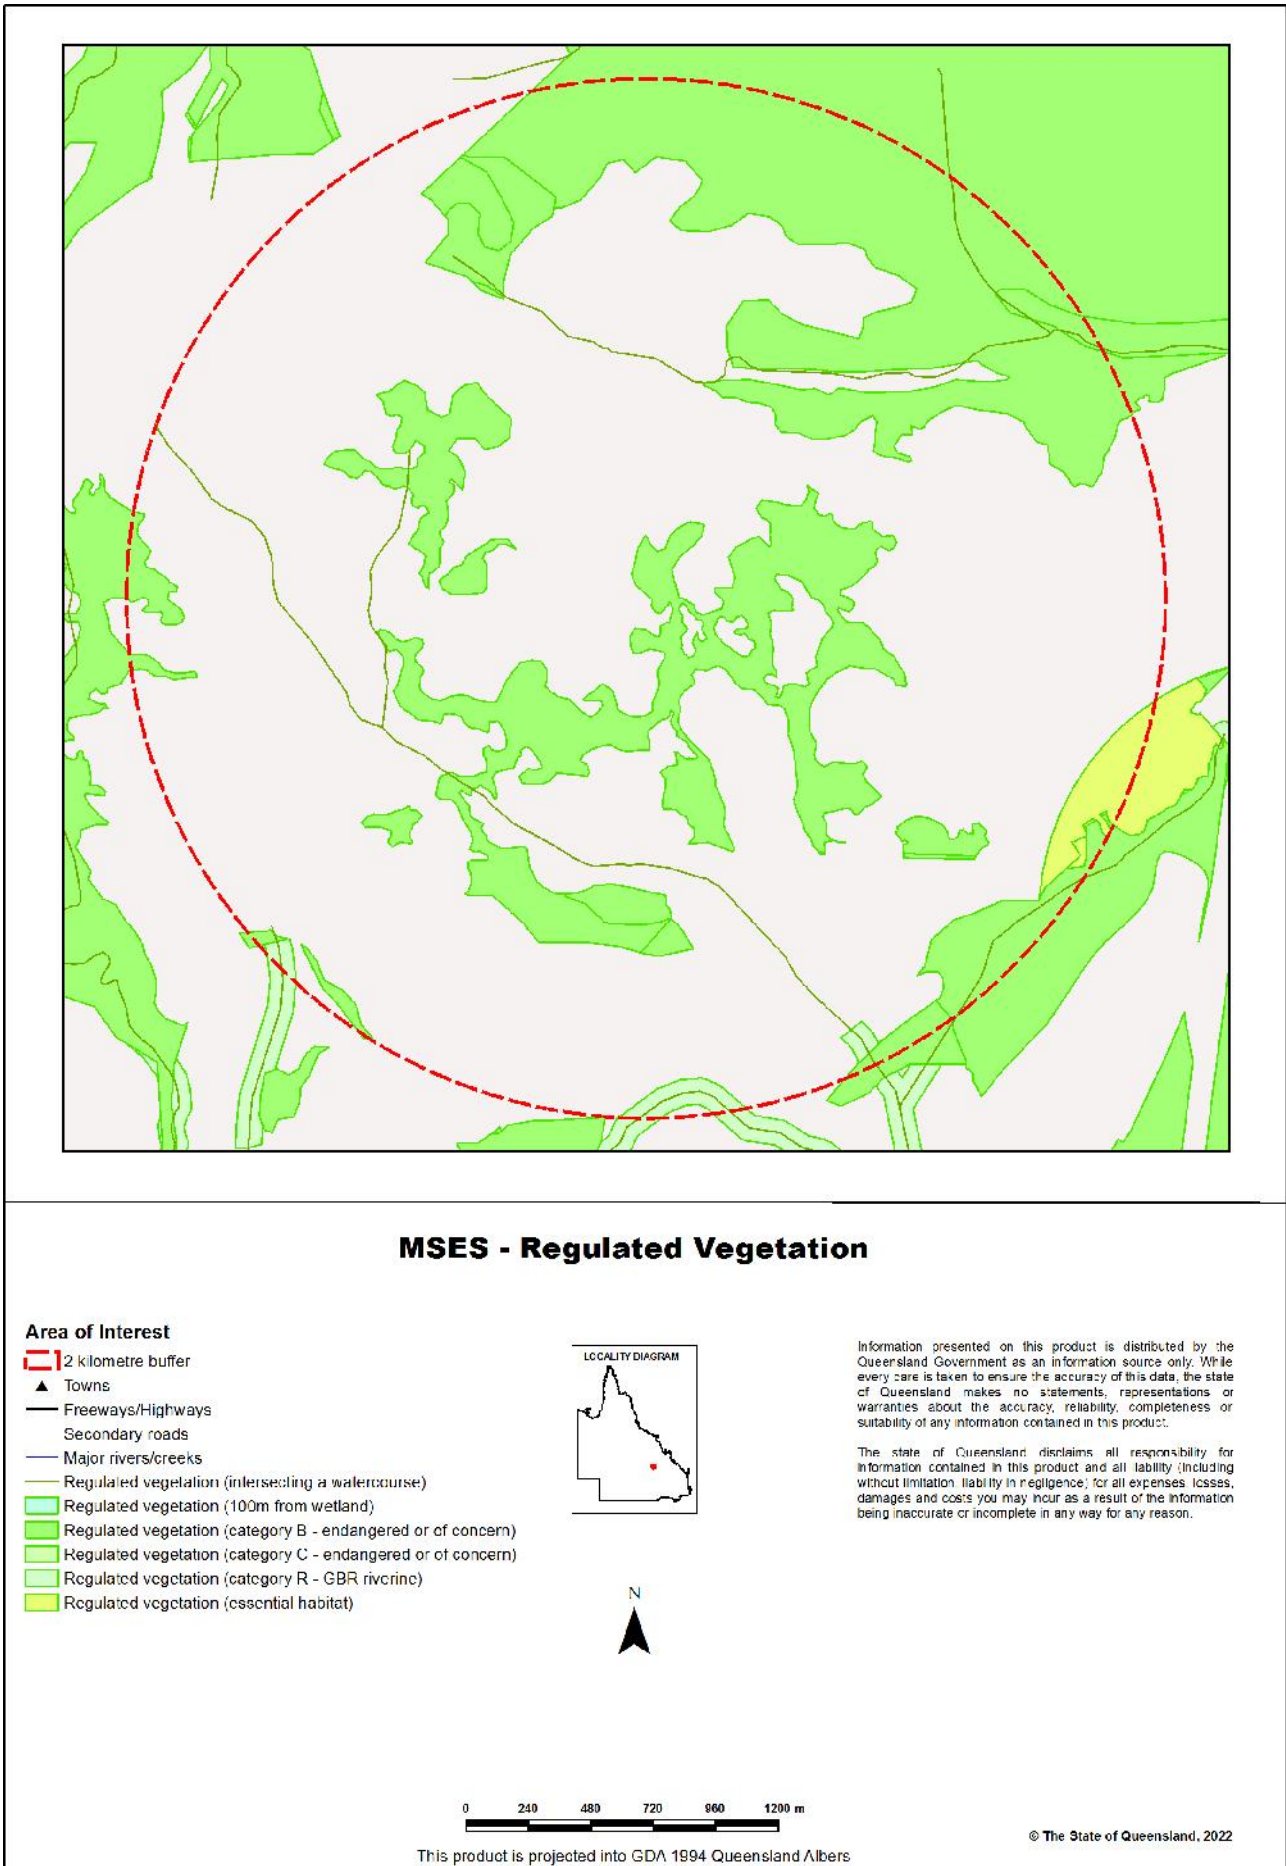 MSES - Regulated Vegetation
Area of Interest
2 kilometre buffer
Towns
Freeways/Highways
Secondary roads
Major rivers/creeks
Regulated vegetation (intersecting a watercourse)
Regulated vegetation (100m from wetland)
Regulated vegetation (category B - endangered or of concern)
Regulated vegetation (category C - endangered or of concern)
Regulated vegetation (category R - GBR riverine)
Regulated vegetation (essential habitat)
LOCALITY DIAGRAM
N
Information presented on this product is distributed by the
Queensland Government as an information source only. While
every care is taken to ensure the accuracy of this data, the state
of Queensland makes no statements, representations or
warranties about the accuracy, reliability, completeness or
suitability of any information contained in this product.
The state of Queensland disclaims all responsibility for
information contained in this product and all liability (including
without limitation, liability in negligence) for all expenses, losses,
damages and costs you may incur as a result of the information
being inaccurate or incomplete in any way for any reason.
0 240 480 720 960 1200 m
This product is projected into GDA 1994 Queensland Albers
© The State of Queensland, 2022